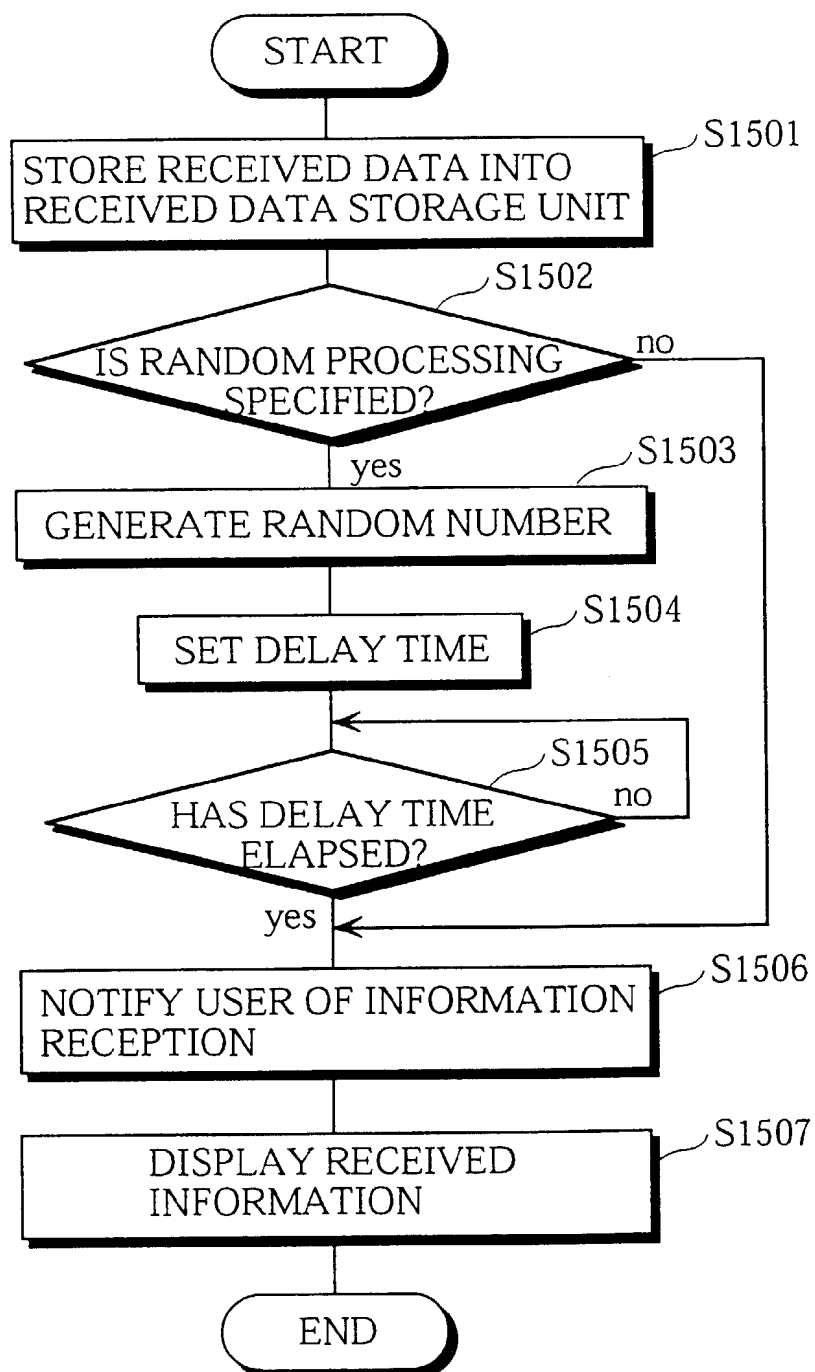 START
S1501
STORE RECEIVED DATA INTO
RECEIVED DATA STORAGE UNIT
S1502
IS RANDOM PROCESSING
SPECIFIED?
no
yes
S1503
GENERATE RANDOM NUMBER
S1504
SET DELAY TIME
S1505
HAS DELAY TIME
ELAPSED?
no
yes
S1506
NOTIFY USER OF INFORMATION
RECEPTION
S1507
DISPLAY RECEIVED
INFORMATION
END